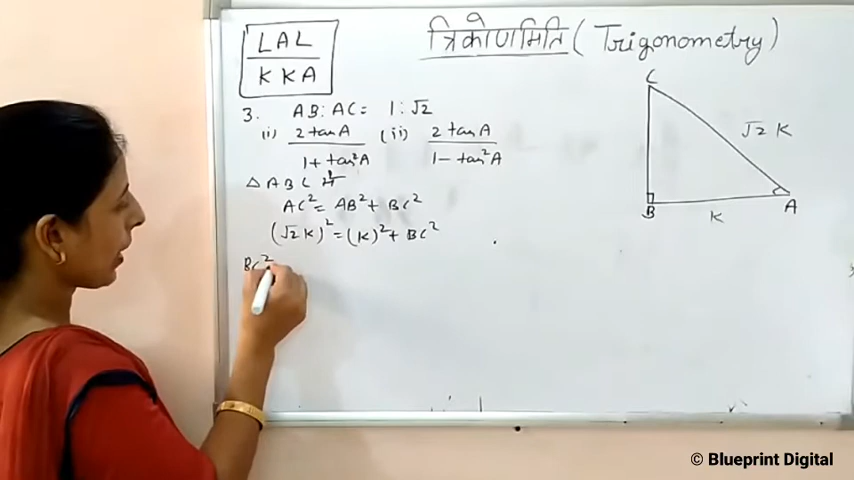 LAL
KKA
त्रिकोणमिति ( Trigonometry )
3. AB : AC = 1 : √2
(i) 2 tan A / 1 + tan²A (ii) 2 tan A / 1 - tan²A
△ ABC में
AC² = AB² + BC²
(√2 K)² = (K)² + BC²
BC²
C
√2 K
B
K
A
© Blueprint Digital